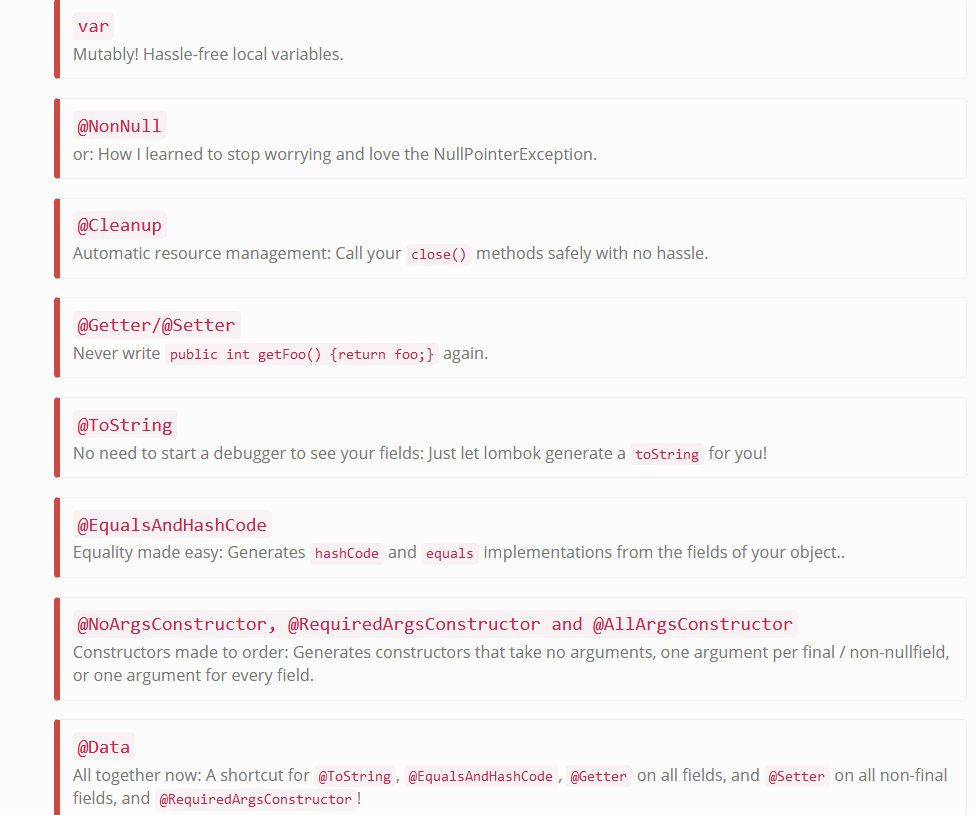 var
Mutably! Hassle-free local variables.
@NonNull
or: How I learned to stop worrying and love the NullPointerException.
@Cleanup
Automatic resource management: Call your close() methods safely with no hassle.
@Getter/@Setter
Never write public int getFoo() {return foo;} again.
@ToString
No need to start a debugger to see your fields: Just let lombok generate a toString for you!
@EqualsAndHashCode
Equality made easy: Generates hashCode and equals implementations from the fields of your object..
@NoArgsConstructor, @RequiredArgsConstructor and @AllArgsConstructor
Constructors made to order: Generates constructors that take no arguments, one argument per final / non-nullfield,
or one argument for every field.
@Data
All together now: A shortcut for @ToString, @EqualsAndHashCode, @Getter on all fields, and @Setter on all non-final
fields, and @RequiredArgsConstructor!